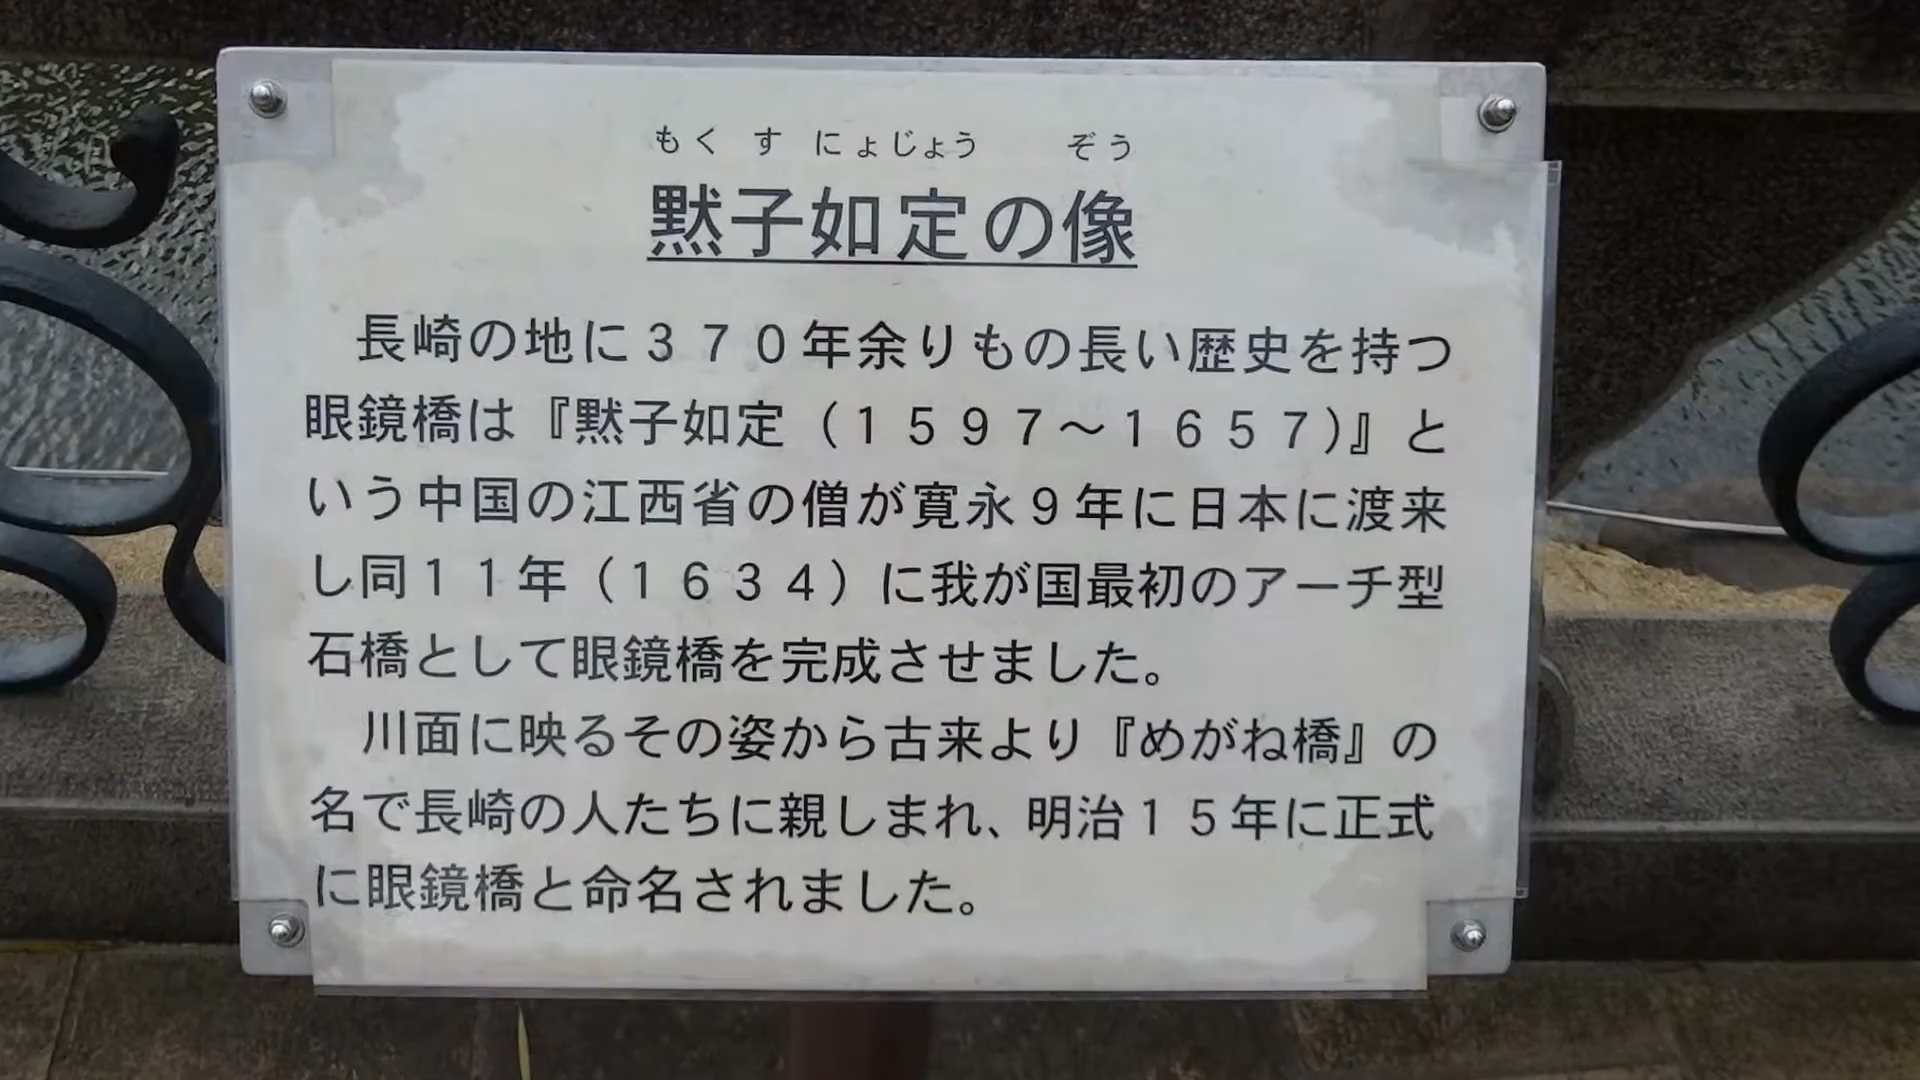 もくすにょじょう ぞう
黙子如定の像
長崎の地に370年余りもの長い歴史を持つ
眼鏡橋は『黙子如定（1597～1657）』と
いう中国の江西省の僧が寛永9年に日本に渡来
し同11年（1634）に我が国最初のアーチ型
石橋として眼鏡橋を完成させました。
川面に映るその姿から古来より『めがね橋』の
名で長崎の人たちに親しまれ、明治15年に正式
に眼鏡橋と命名されました。